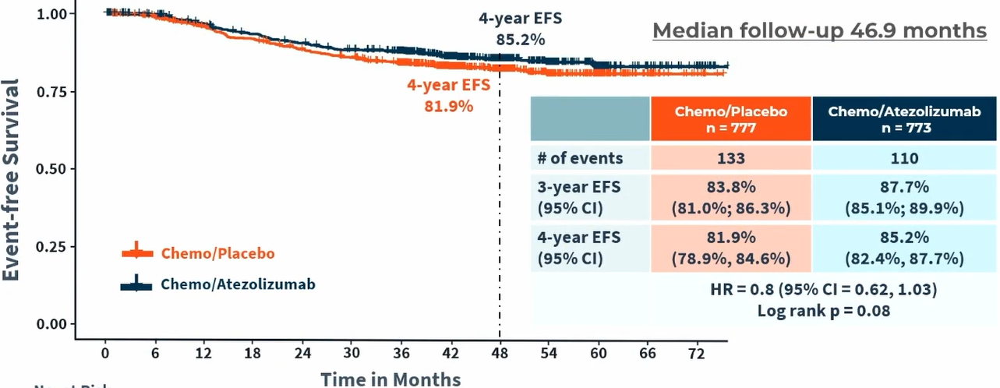 1.00
0.75
0.50
0.25
0.00
Event-free Survival
4-year EFS
85.2%
4-year EFS
81.9%
Median follow-up 46.9 months
Chemo/Placebo
n = 777
Chemo/Atezolizumab
n = 773
# of events 133 110
3-year EFS 83.8% 87.7%
(95% CI) (81.0%; 86.3%) (85.1%; 89.9%)
4-year EFS 81.9% 85.2%
(95% CI) (78.9%, 84.6%) (82.4%, 87.7%)
HR = 0.8 (95% CI = 0.62, 1.03)
Log rank p = 0.08
Chemo/Placebo
Chemo/Atezolizumab
0 6 12 18 24 30 36 42 48 54 60 66 72
Time in Months